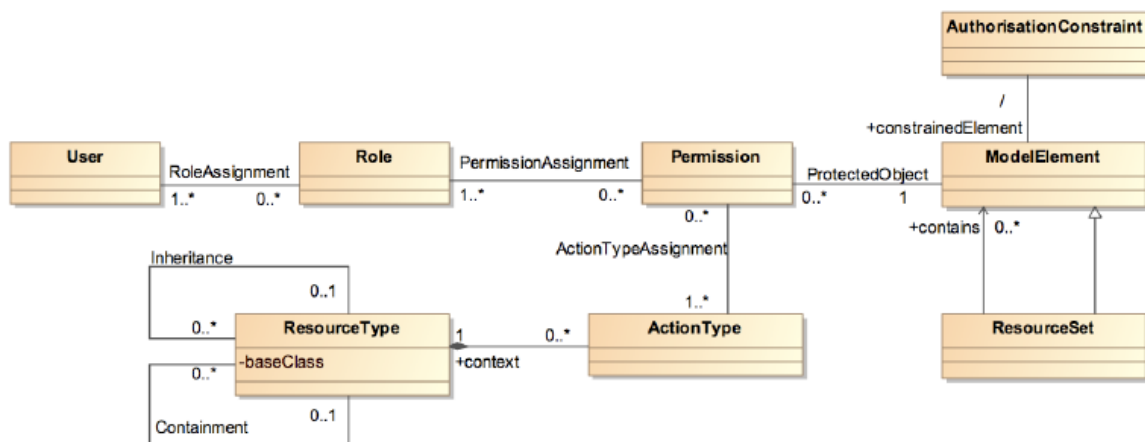 AuthorisationConstraint
/
+constrainedElement
User
RoleAssignment
1..*
0..*
Role
PermissionAssignment
1..*
0..*
Permission
ProtectedObject
0..*
1
ModelElement
0..*
ActionTypeAssignment
1..*
+contains
0..*
Inheritance
0..1
0..*
ResourceType
-baseClass
1
+context
0..*
ActionType
ResourceSet
0..*
0..1
Containment